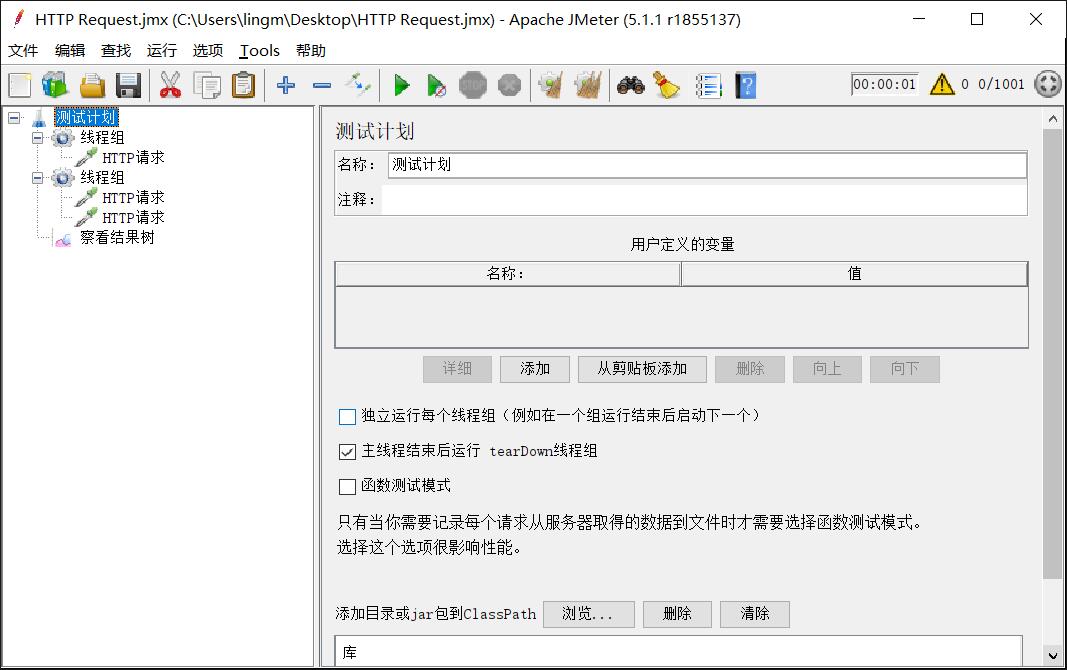 HTTP Request.jmx (C:\Users\lingm\Desktop\HTTP Request.jmx) - Apache JMeter (5.1.1 r1855137)
文件 编辑 查找 运行 选项 Tools 帮助
STOP ? 00:00:01 0 0/1001
测试计划
线程组
HTTP请求
线程组
HTTP请求
HTTP请求
察看结果树
测试计划
名称： 测试计划
注释：
用户定义的变量
名称： 值
详细 添加 从剪贴板添加 删除 向上 向下
独立运行每个线程组（例如在一个组运行结束后启动下一个）
主线程结束后运行 tearDown线程组
函数测试模式
只有当你需要记录每个请求从服务器取得的数据到文件时才需要选择函数测试模式。
选择这个选项很影响性能。
添加目录或jar包到ClassPath 浏览... 删除 清除
库